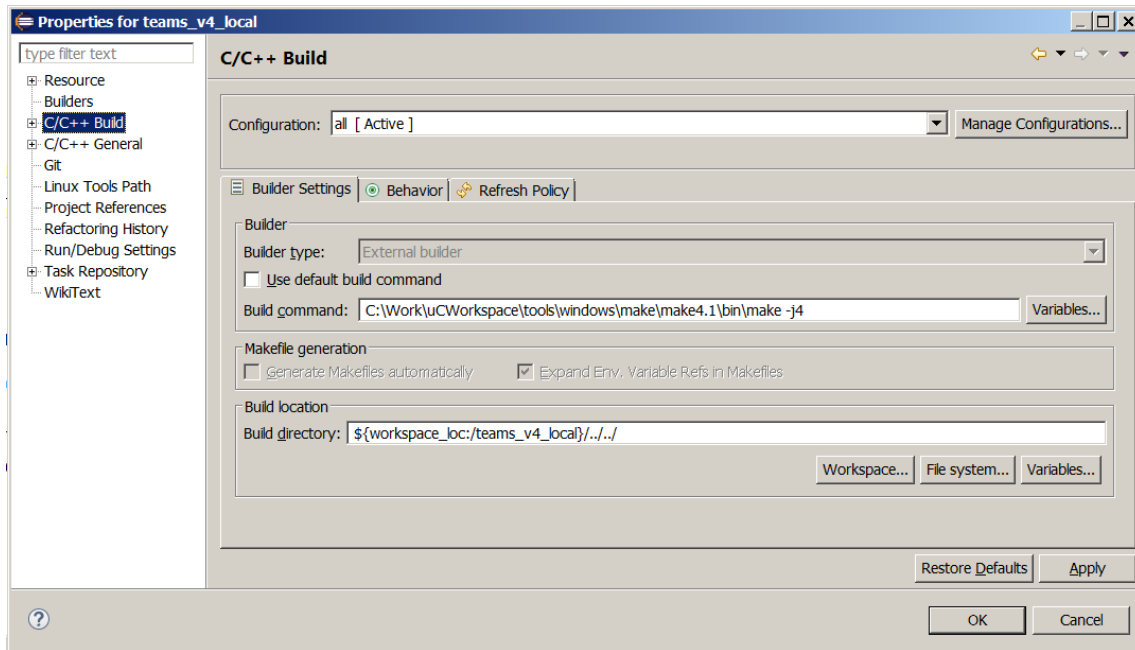 Properties for teams_v4_local
type filter text
Resource
Builders
C/C++ Build
C/C++ General
Git
Linux Tools Path
Project References
Refactoring History
Run/Debug Settings
Task Repository
WikiText
C/C++ Build
Configuration: all [ Active ] Manage Configurations...
Builder Settings Behavior Refresh Policy
Builder
Builder type: External builder
Use default build command
Build command: C:\Work\uCWorkspace\tools\windows\make\make4.1\bin\make -j4 Variables...
Makefile generation
Generate Makefiles automatically Expand Env. Variable Refs in Makefiles
Build location
Build directory: ${workspace_loc:/teams_v4_local}/../../
Workspace... File system... Variables...
Restore Defaults Apply
OK Cancel